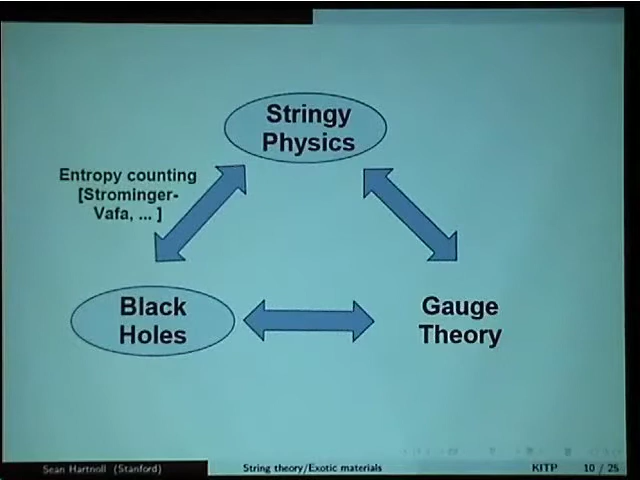 Stringy
Physics
Entropy counting
[Strominger-
Vafa, ... ]
Black
Holes
Gauge
Theory
Sean Hartnoll (Stanford)
String theory/Exotic materials
KITP
10 / 25